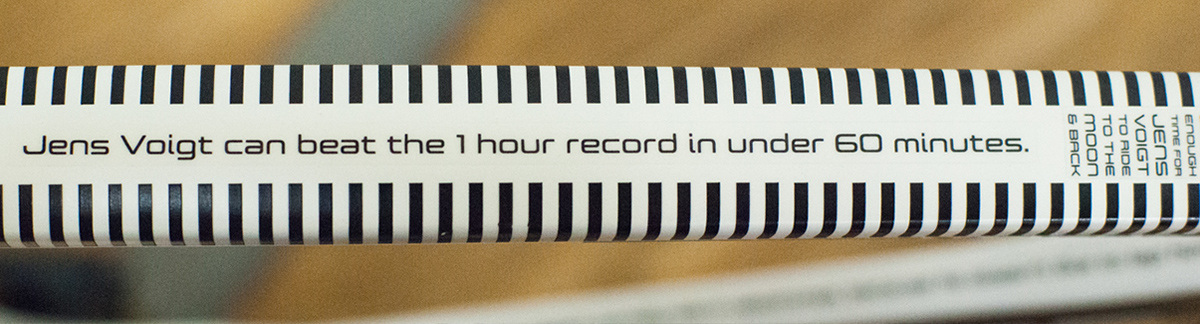 Jens Voigt can beat the 1 hour record in under 60 minutes.
ENOUGH
TIME FOR
JENS
VOIGT
TO RIDE
TO THE
MOON
& BACK